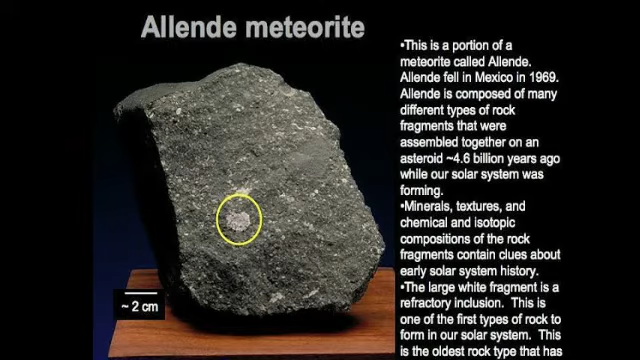 Allende meteorite
•This is a portion of a
meteorite called Allende.
Allende fell in Mexico in 1969.
Allende is composed of many
different types of rock
fragments that were
assembled together on an
asteroid ~4.6 billion years ago
while our solar system was
forming.
•Minerals, textures, and
chemical and isotopic
compositions of the rock
fragments contain clues about
early solar system history.
•The large white fragment is a
refractory inclusion.  This is
one of the first types of rock to
form in our solar system.  This
is the oldest rock type that has
~ 2 cm